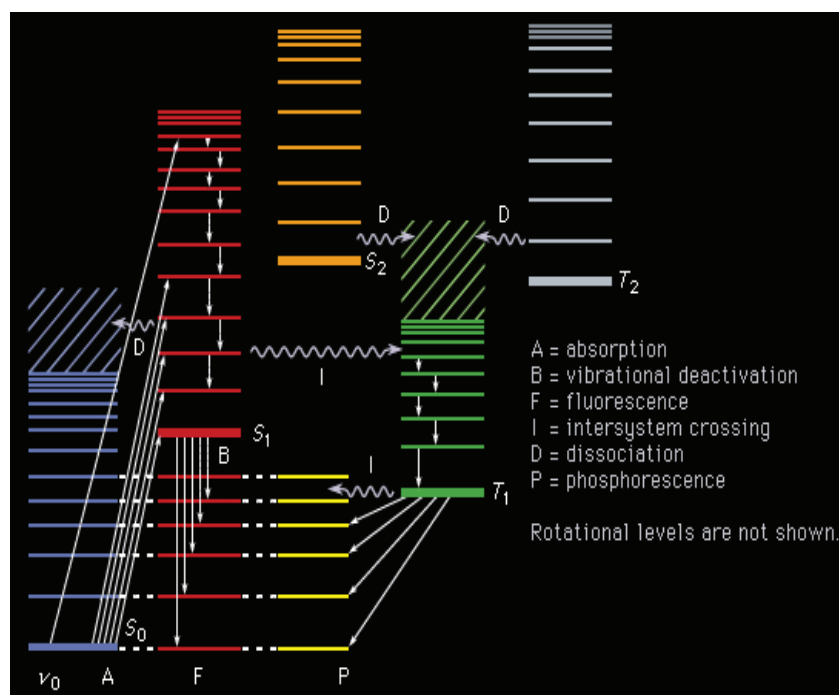 D
D
S₂
T₂
D
I
A = absorption
B = vibrational deactivation
F = fluorescence
I = intersystem crossing
D = dissociation
P = phosphorescence
S₁
B
I
T₁
Rotational levels are not shown.
S₀
ν₀ A F P